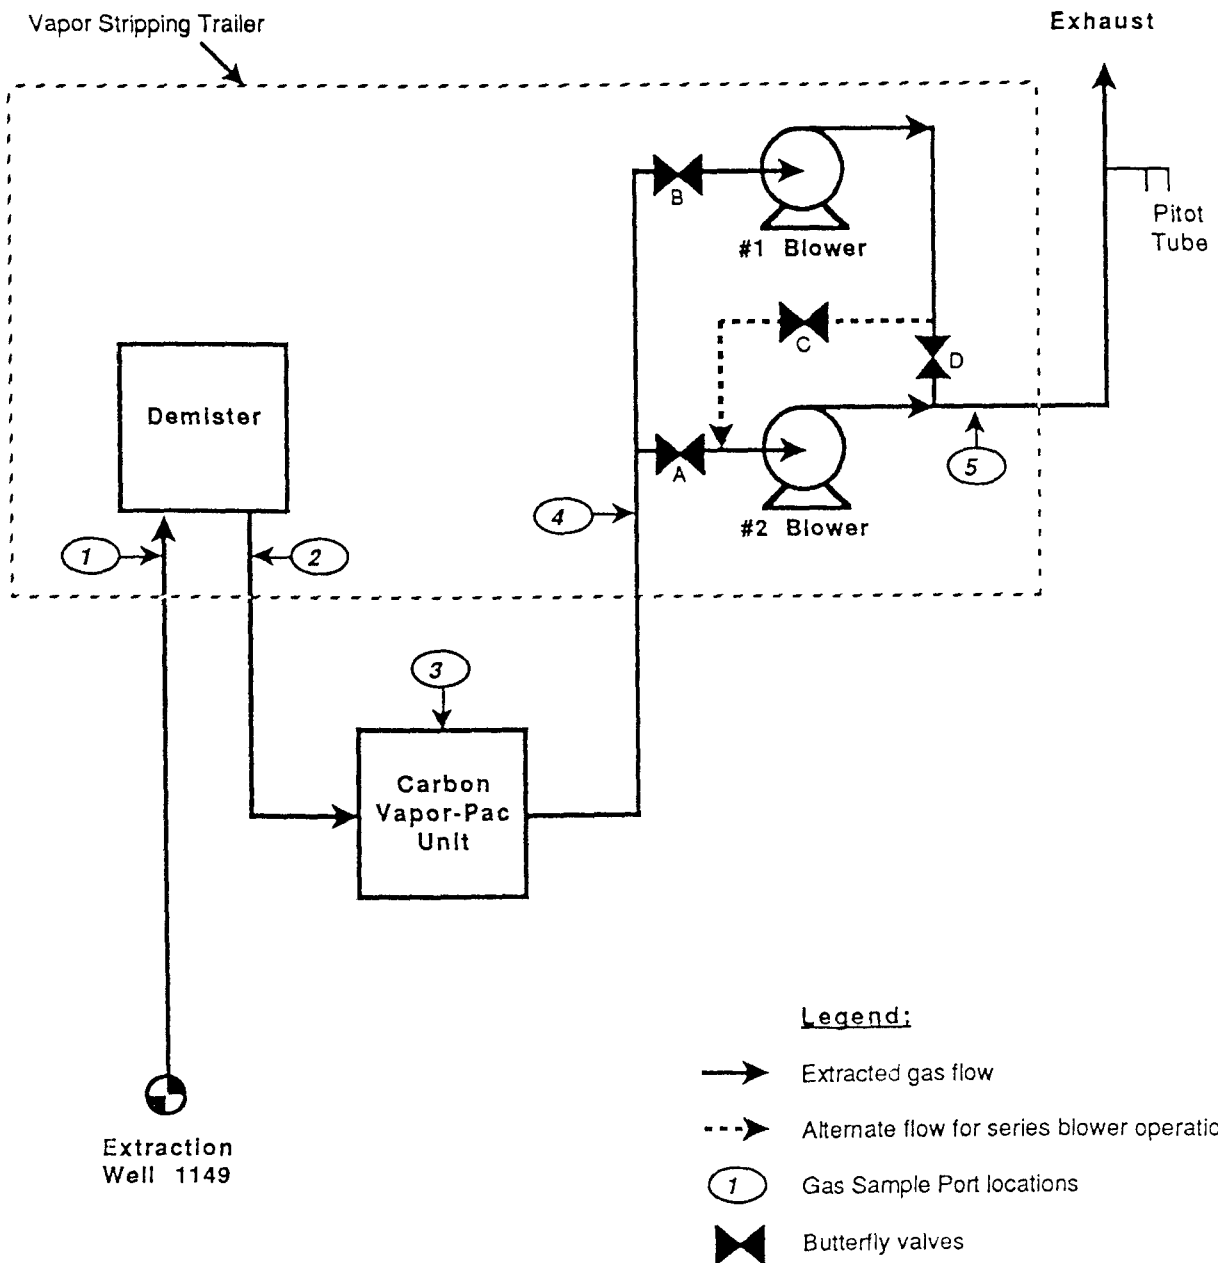 Vapor Stripping Trailer
Exhaust
B
#1 Blower
Pitot
Tube
C
D
Demister
A
5
4
#2 Blower
1
2
3
Carbon
Vapor-Pac
Unit
Legend:
Extracted gas flow
Alternate flow for series blower operatio
Extraction
Well 1149
1 Gas Sample Port locations
Butterfly valves